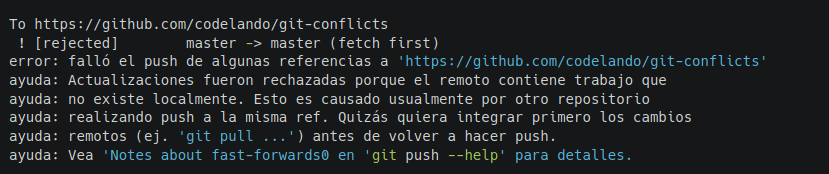 To https://github.com/codelando/git-conflicts
! [rejected] master -> master (fetch first)
error: falló el push de algunas referencias a 'https://github.com/codelando/git-conflicts'
ayuda: Actualizaciones fueron rechazadas porque el remoto contiene trabajo que
ayuda: no existe localmente. Esto es causado usualmente por otro repositorio
ayuda: realizando push a la misma ref. Quizás quiera integrar primero los cambios
ayuda: remotos (ej. 'git pull ...') antes de volver a hacer push.
ayuda: Vea 'Notes about fast-forwards0 en 'git push --help' para detalles.